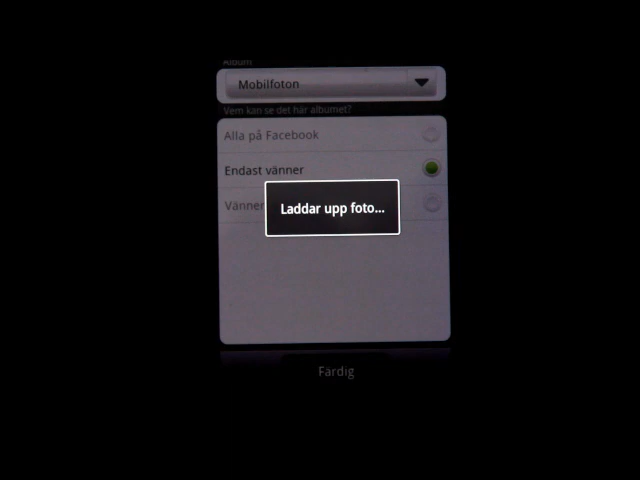 Album
Mobilfoton
Vem kan se det här albumet?
Alla på Facebook
Endast vänner
Vänner
Laddar upp foto...
Färdig